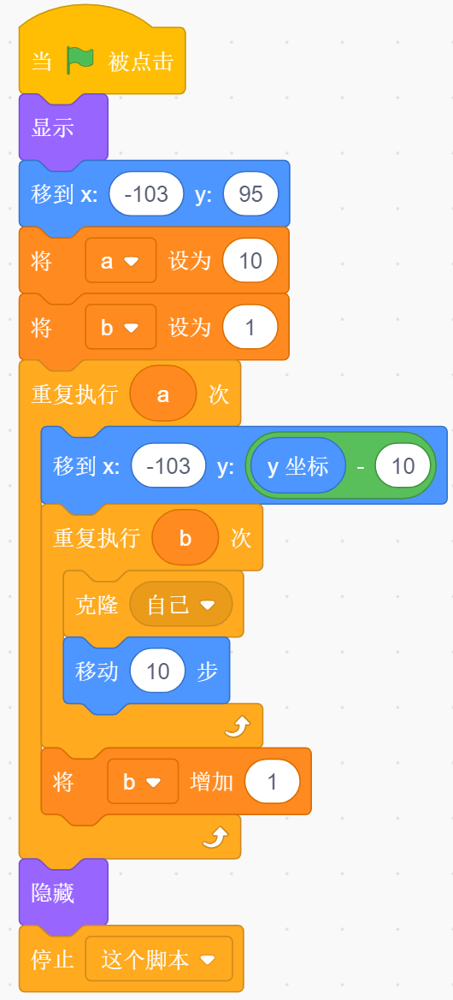 当 被点击
显示
移到 x: -103 y: 95
将 a 设为 10
将 b 设为 1
重复执行 a 次
移到 x: -103 y: y 坐标 - 10
重复执行 b 次
克隆 自己
移动 10 步
将 b 增加 1
隐藏
停止 这个脚本